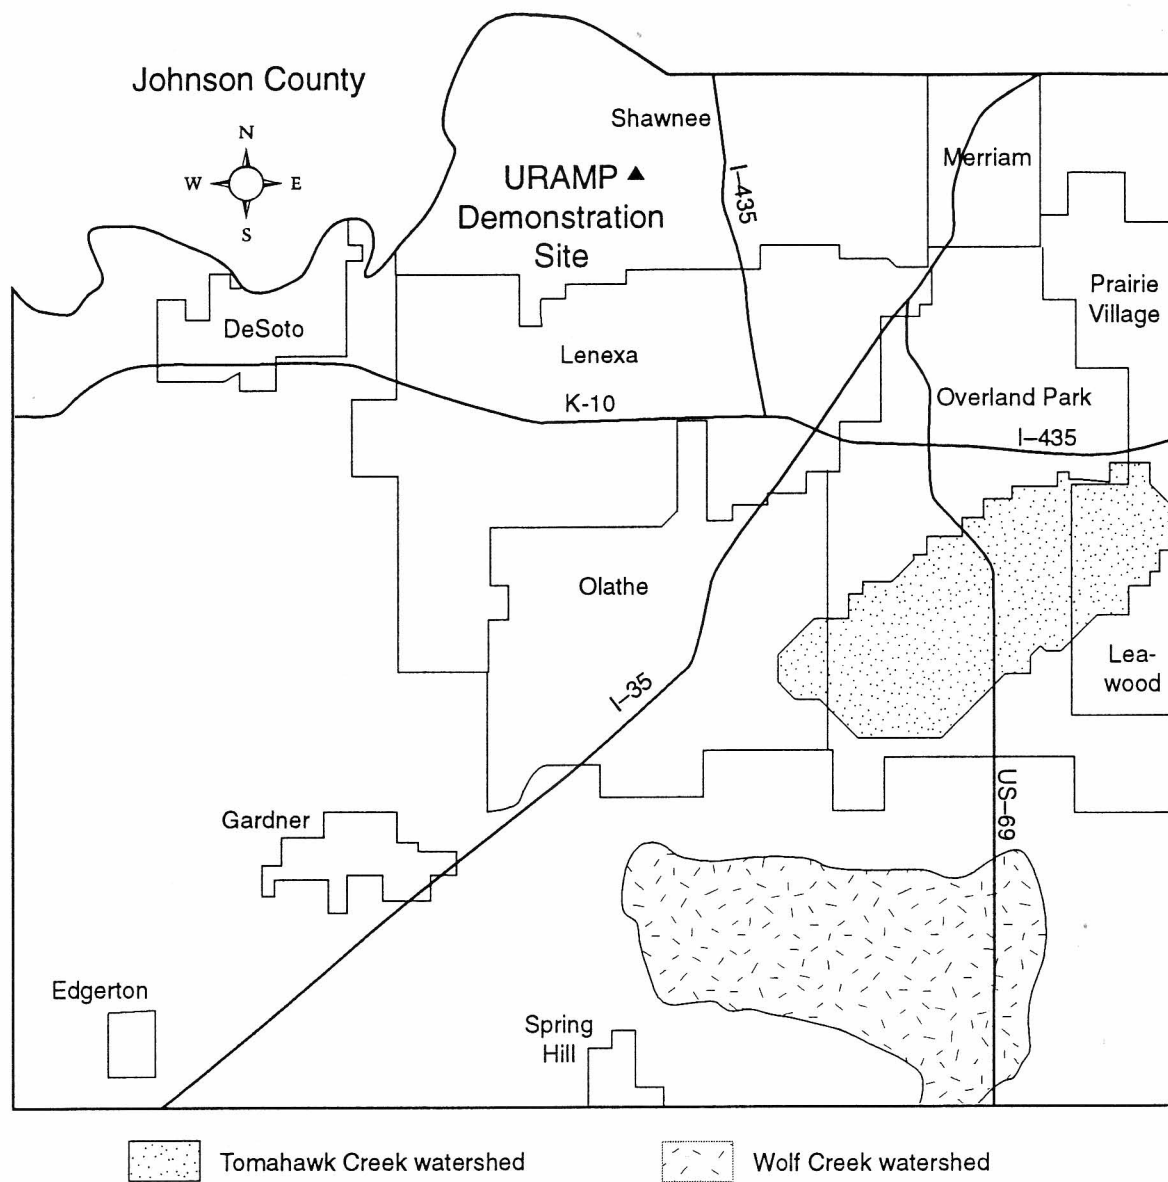 Johnson County
N
W
E
S
Shawnee
I–435
Merriam
URAMP
Demonstration
Site
Prairie
Village
DeSoto
Lenexa
K-10
Overland Park
I–435
Olathe
Lea-
wood
I–35
US–69
Gardner
Edgerton
Spring
Hill
Tomahawk Creek watershed
Wolf Creek watershed